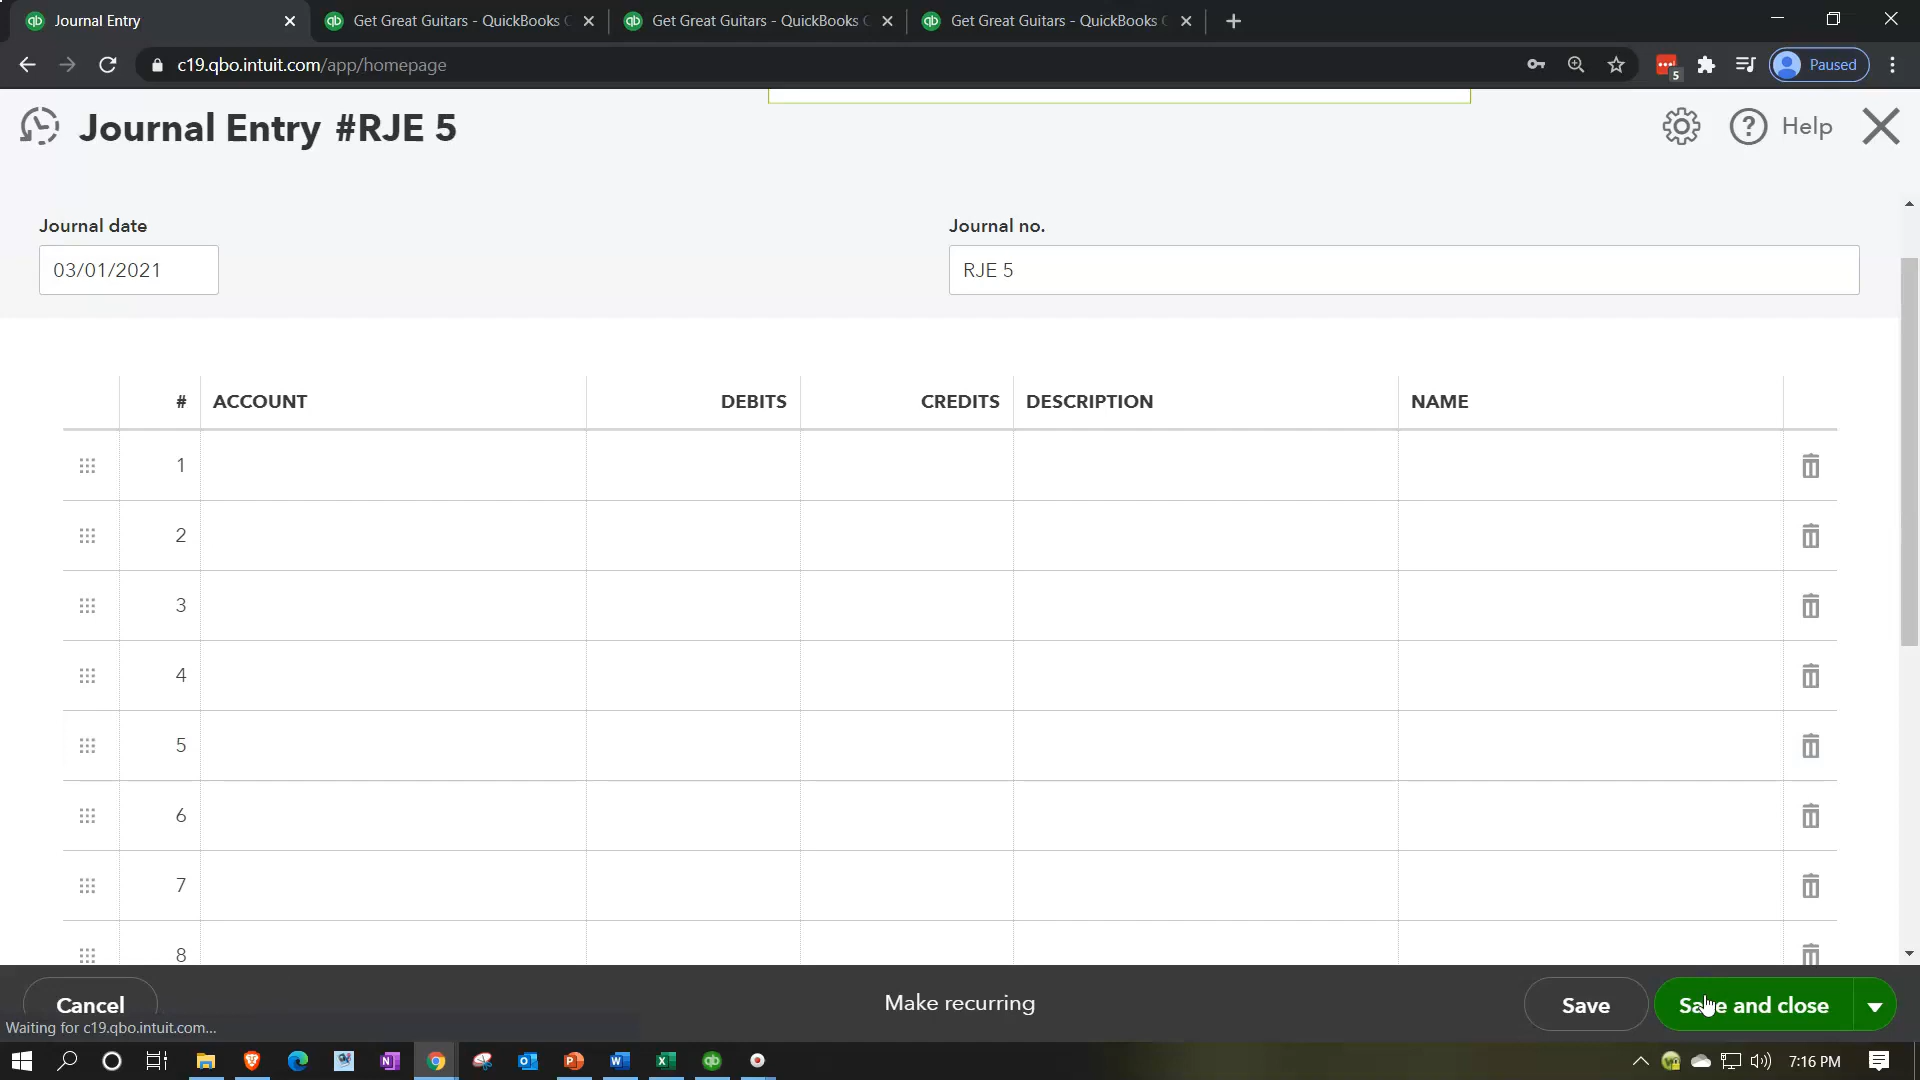 Journal Entry
Get Great Guitars - QuickBooks
Get Great Guitars - QuickBooks
Get Great Guitars - QuickBooks
c19.qbo.intuit.com/app/homepage
5
Paused
Journal Entry #RJE 5
Help
Journal date
Journal no.
03/01/2021
RJE 5
# ACCOUNT DEBITS CREDITS DESCRIPTION NAME
1
2
3
4
5
6
7
8
Cancel
Make recurring
Save
Save and close
Waiting for c19.qbo.intuit.com...
7:16 PM